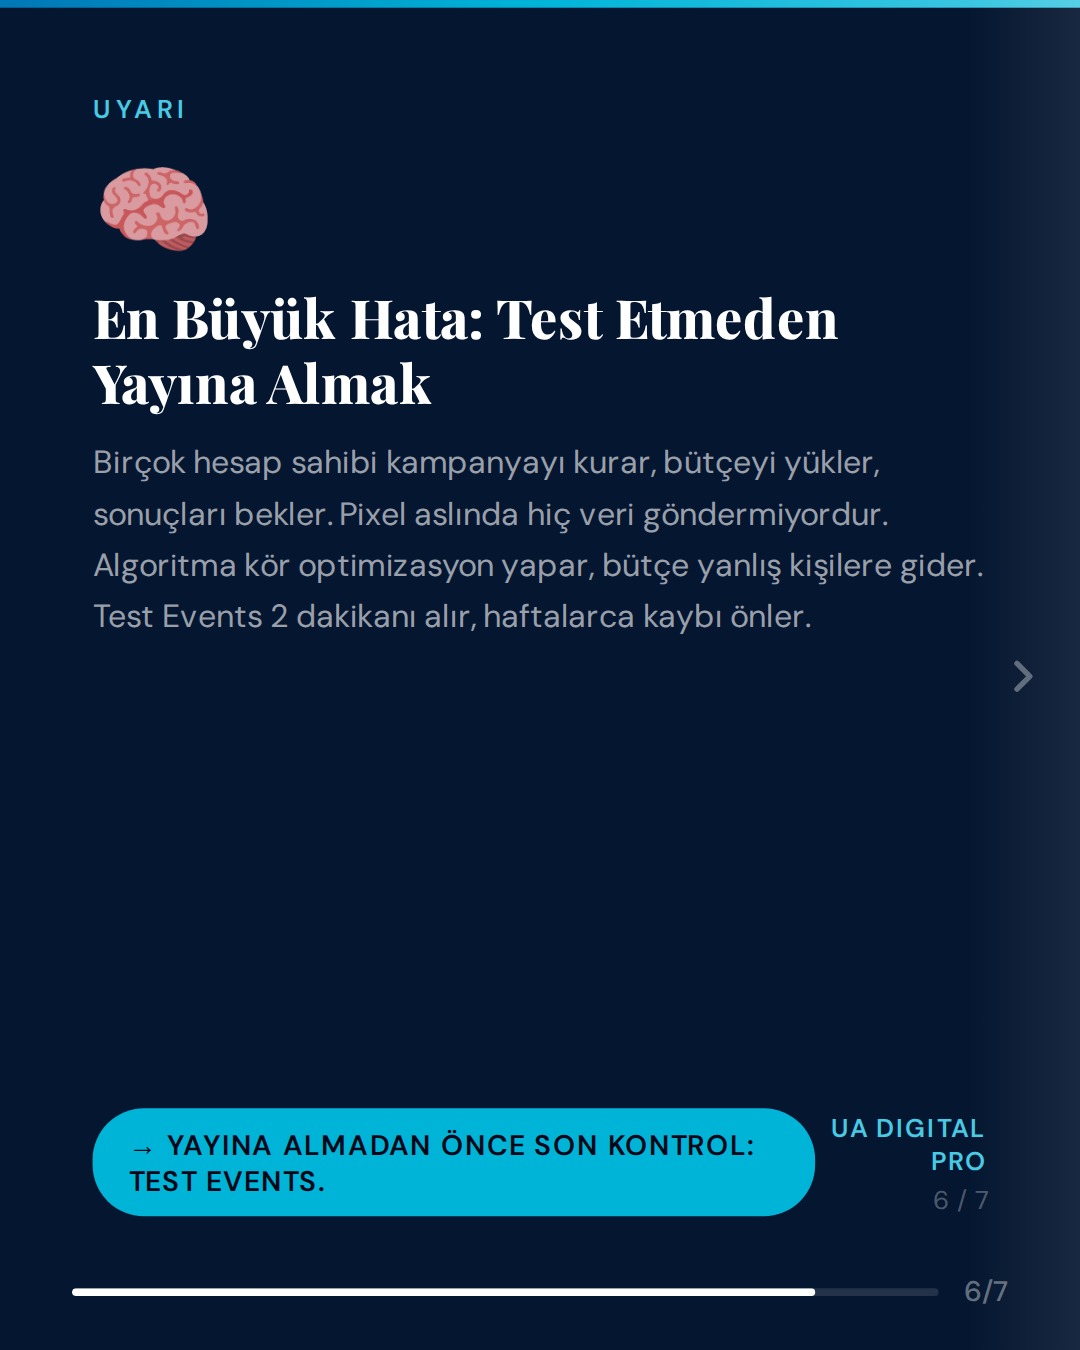 UYARI
En Büyük Hata: Test Etmeden
Yayına Almak
Birçok hesap sahibi kampanyayı kurar, bütçeyi yükler,
sonuçları bekler. Pixel aslında hiç veri göndermiyordur.
Algoritma kör optimizasyon yapar, bütçe yanlış kişilere gider.
Test Events 2 dakikanı alır, haftalarca kaybı önler.
→ YAYINA ALMADAN ÖNCE SON KONTROL:
TEST EVENTS.
UA DIGITAL
PRO
6 / 7
6/7